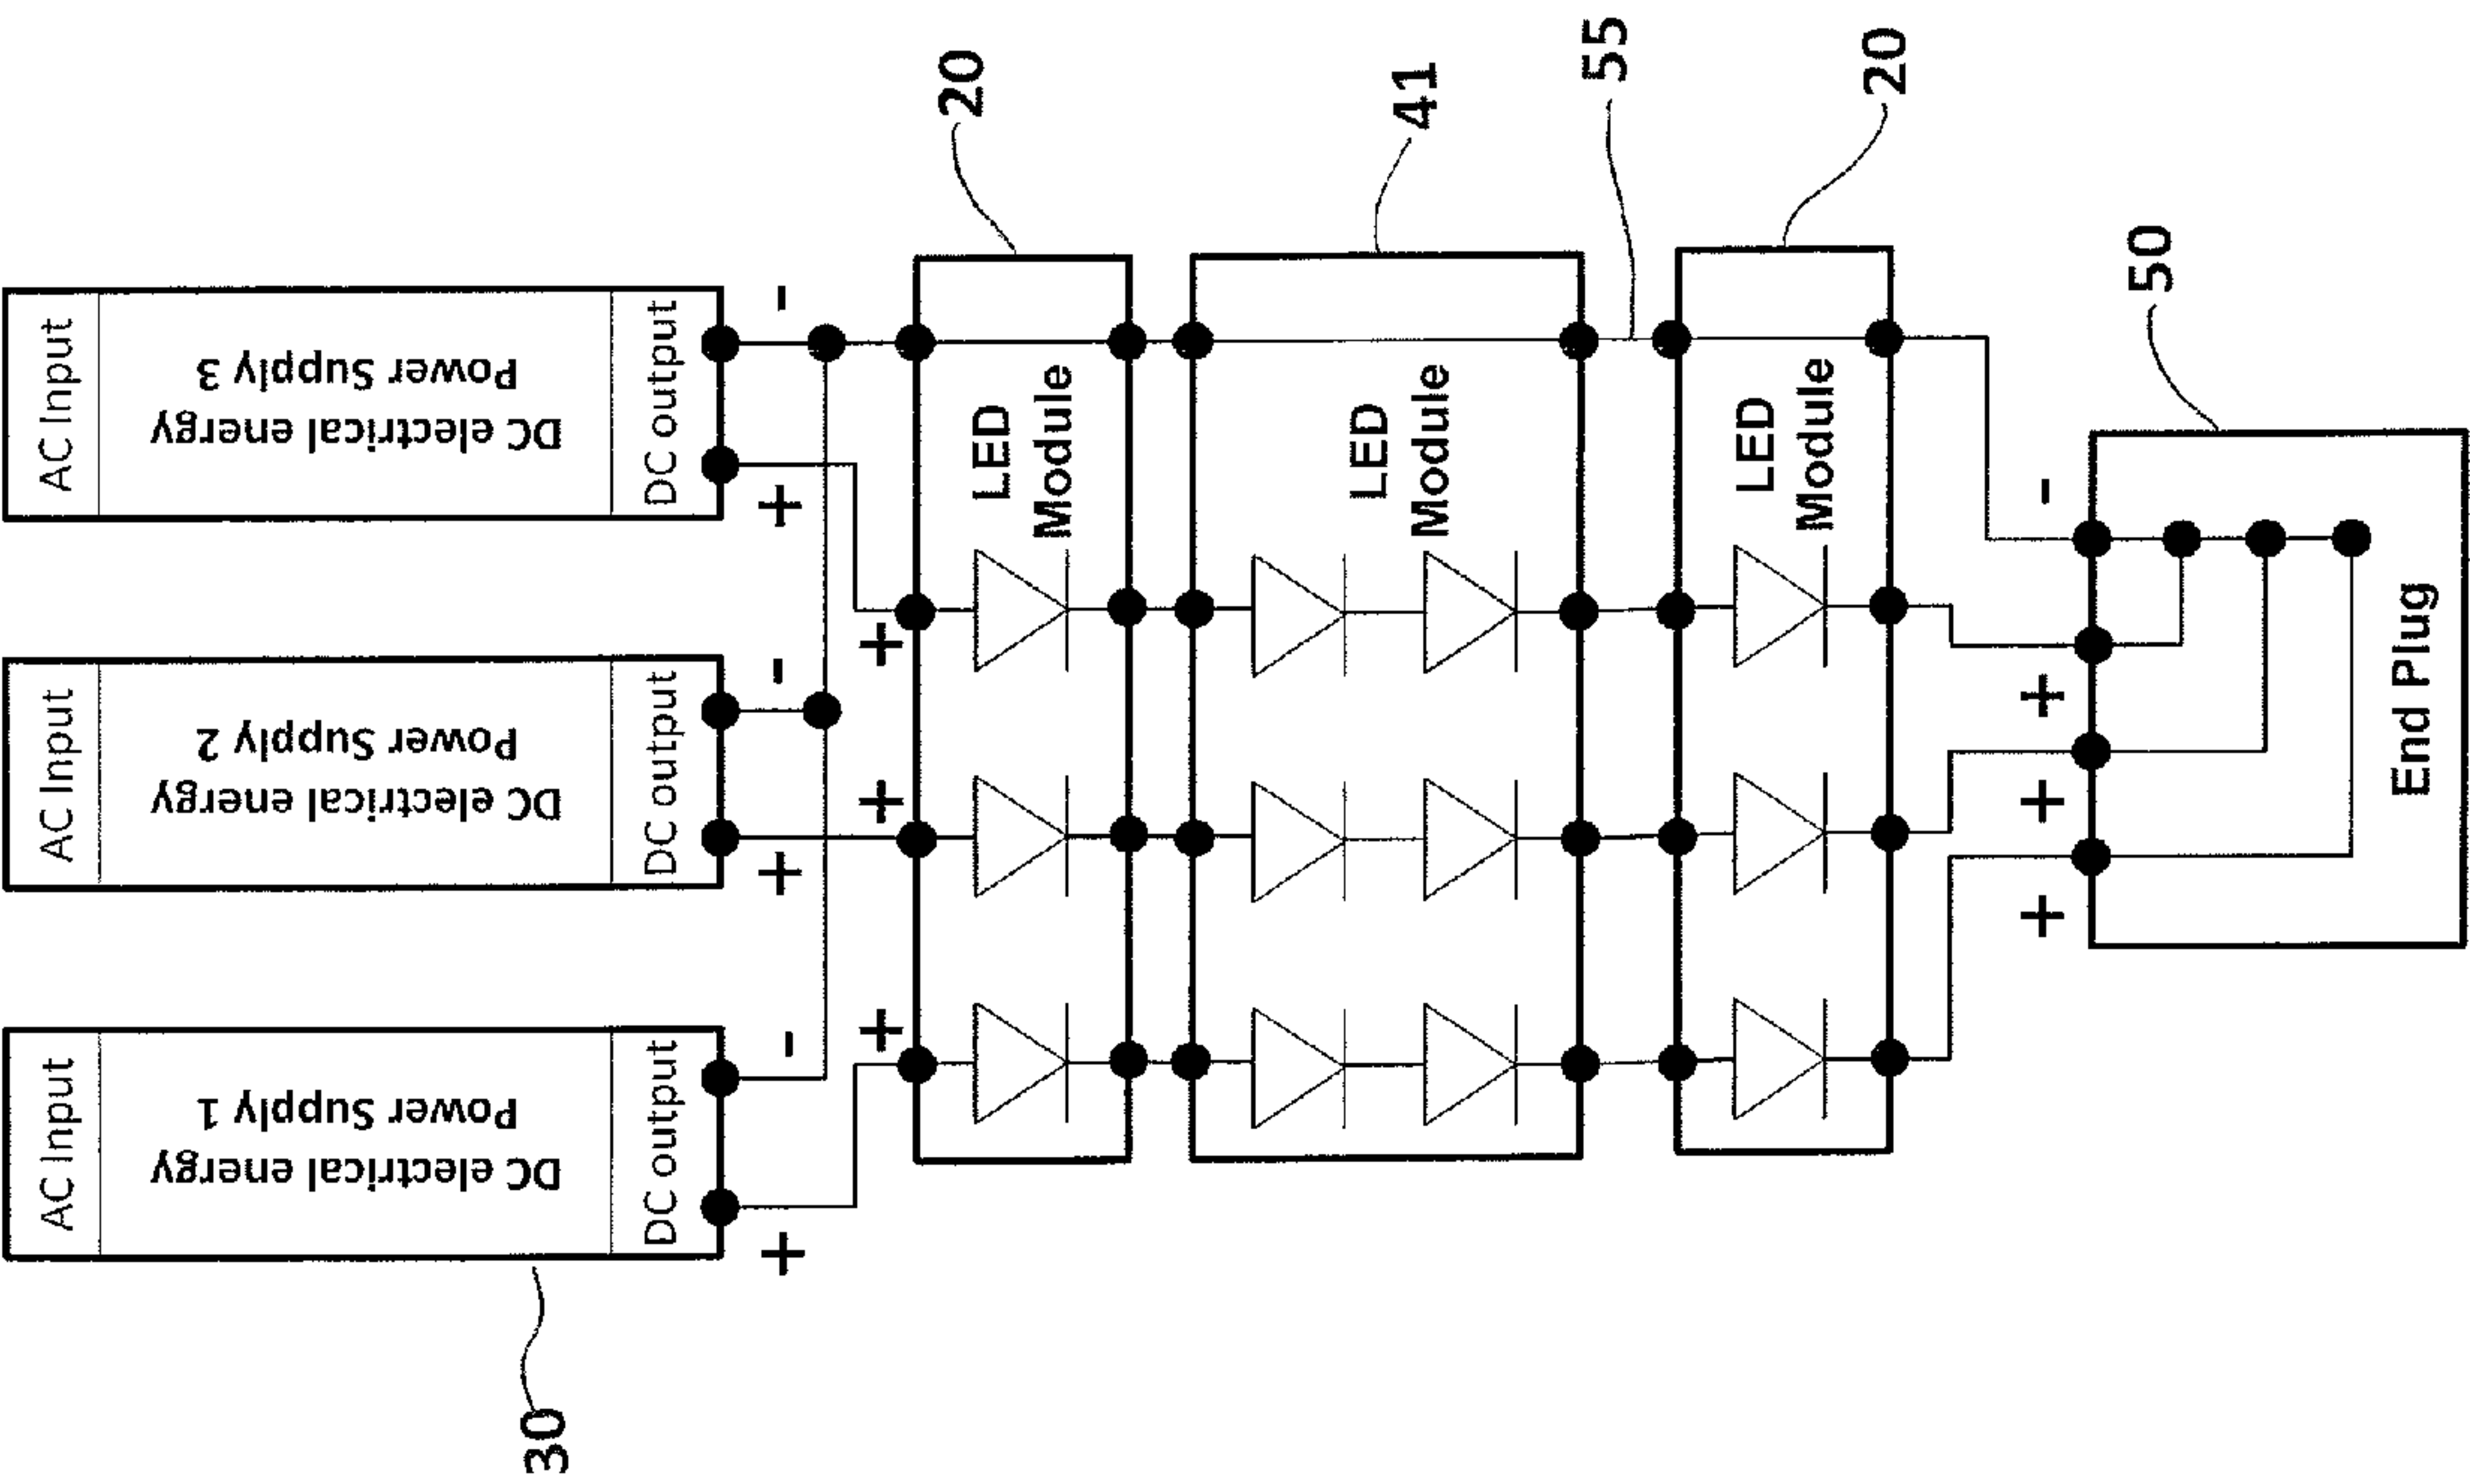 30
AC Input
DC electrical energy
Power Supply 1
DC output
+
-
AC Input
DC electrical energy
Power Supply 2
DC output
+
-
AC Input
DC electrical energy
Power Supply 3
DC output
+
-
+
+
+
LED
Module
20
LED
Module
41
55
LED
Module
20
+
+
+
-
50
End Plug